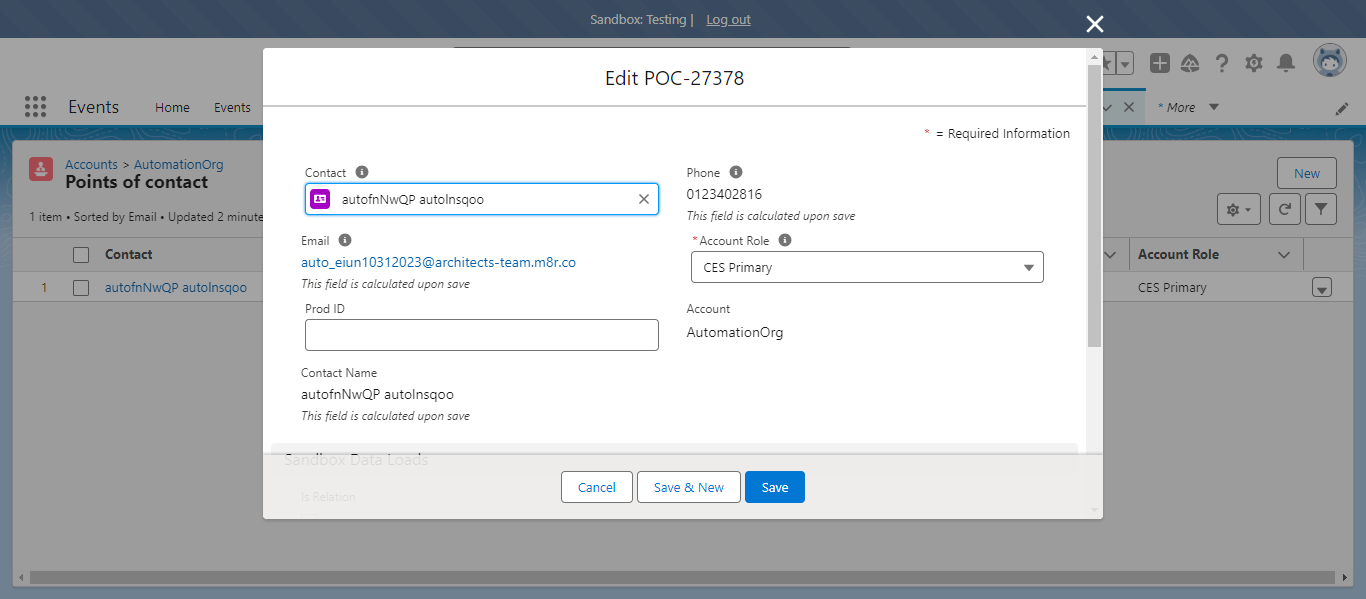 Sandbox: Testing | Log out
Edit POC-27378
Events Home Events
* More
* = Required Information
Accounts > AutomationOrg
Points of contact
New
1 item • Sorted by Email • Updated 2 minute
Contact
Phone
autofnNwQP autolnsqoo
0123402816
This field is calculated upon save
Email
* Account Role
auto_eiun10312023@architects-team.m8r.co
CES Primary
This field is calculated upon save
Contact
Account Role
1 autofnNwQP autolnsqoo
CES Primary
Prod ID
Account
AutomationOrg
Contact Name
autofnNwQP autolnsqoo
This field is calculated upon save
Sandbox Data Loads
Is Relation
Cancel Save & New Save